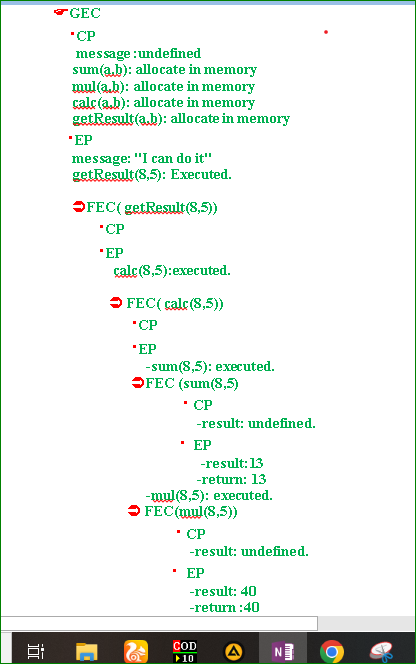 GEC
CP
message :undefined
sum(a,b): allocate in memory
mul(a,b): allocate in memory
calc(a,b): allocate in memory
getResult(a,b): allocate in memory
EP
message: "I can do it"
getResult(8,5): Executed.
FEC( getResult(8,5))
CP
EP
calc(8,5):executed.
FEC( calc(8,5))
CP
EP
-sum(8,5): executed.
FEC (sum(8,5)
CP
-result: undefined.
EP
-result:13
-return: 13
-mul(8,5): executed.
FEC(mul(8,5))
CP
-result: undefined.
EP
-result: 40
-return :40
COD
10
N